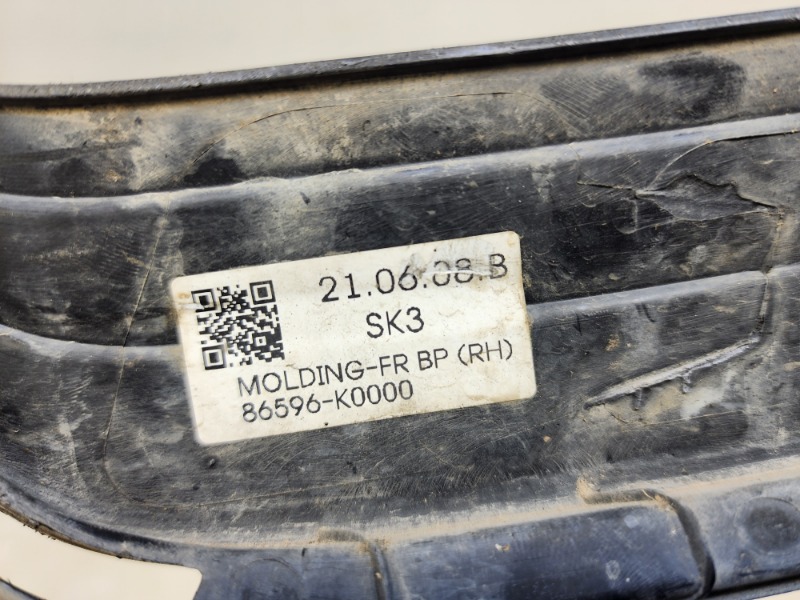 21.06.08.B
SK3
MOLDING-FR BP (RH)
86596-K0000